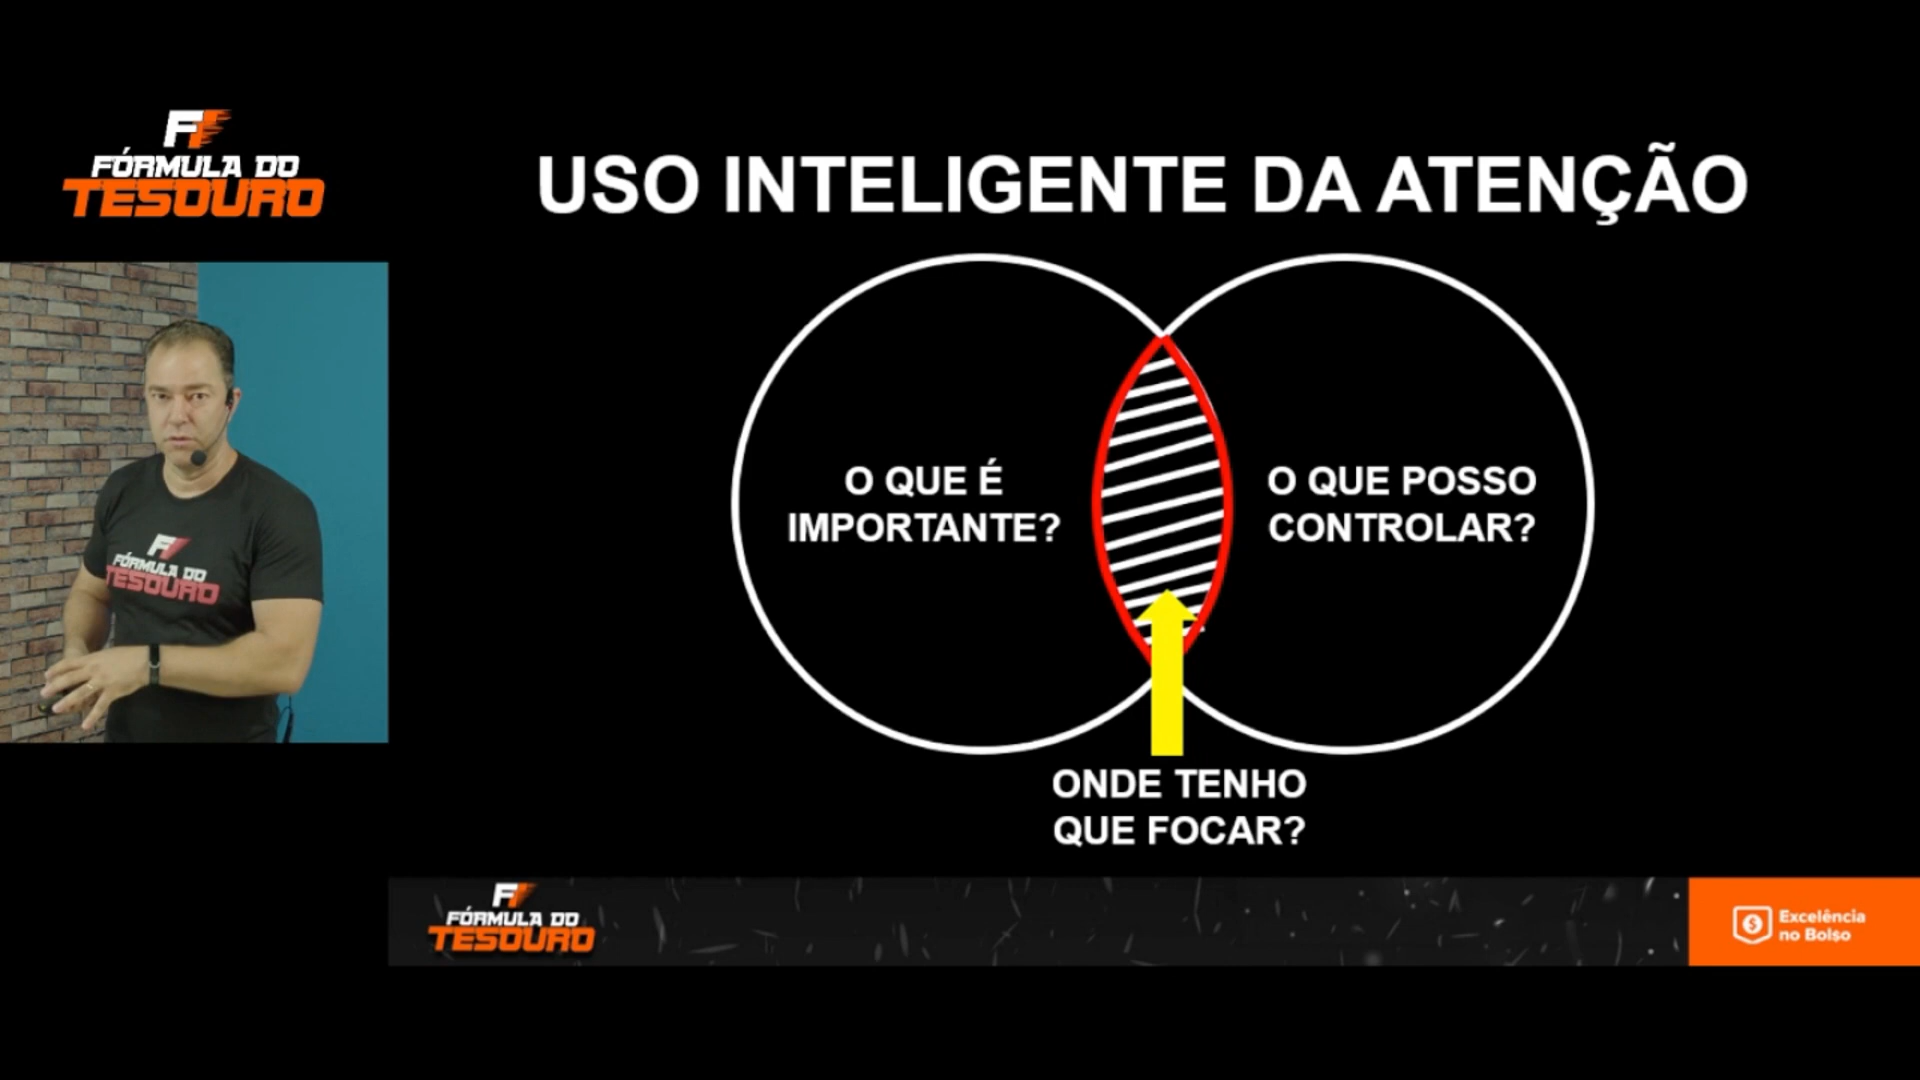 FÓRMULA DO
TESOURO
USO INTELIGENTE DA ATENÇÃO
FÓRMULA DO
TESOURO
O QUE É
IMPORTANTE?
O QUE POSSO
CONTROLAR?
ONDE TENHO
QUE FOCAR?
FÓRMULA DO
TESOURO
Excelência
no Bolso